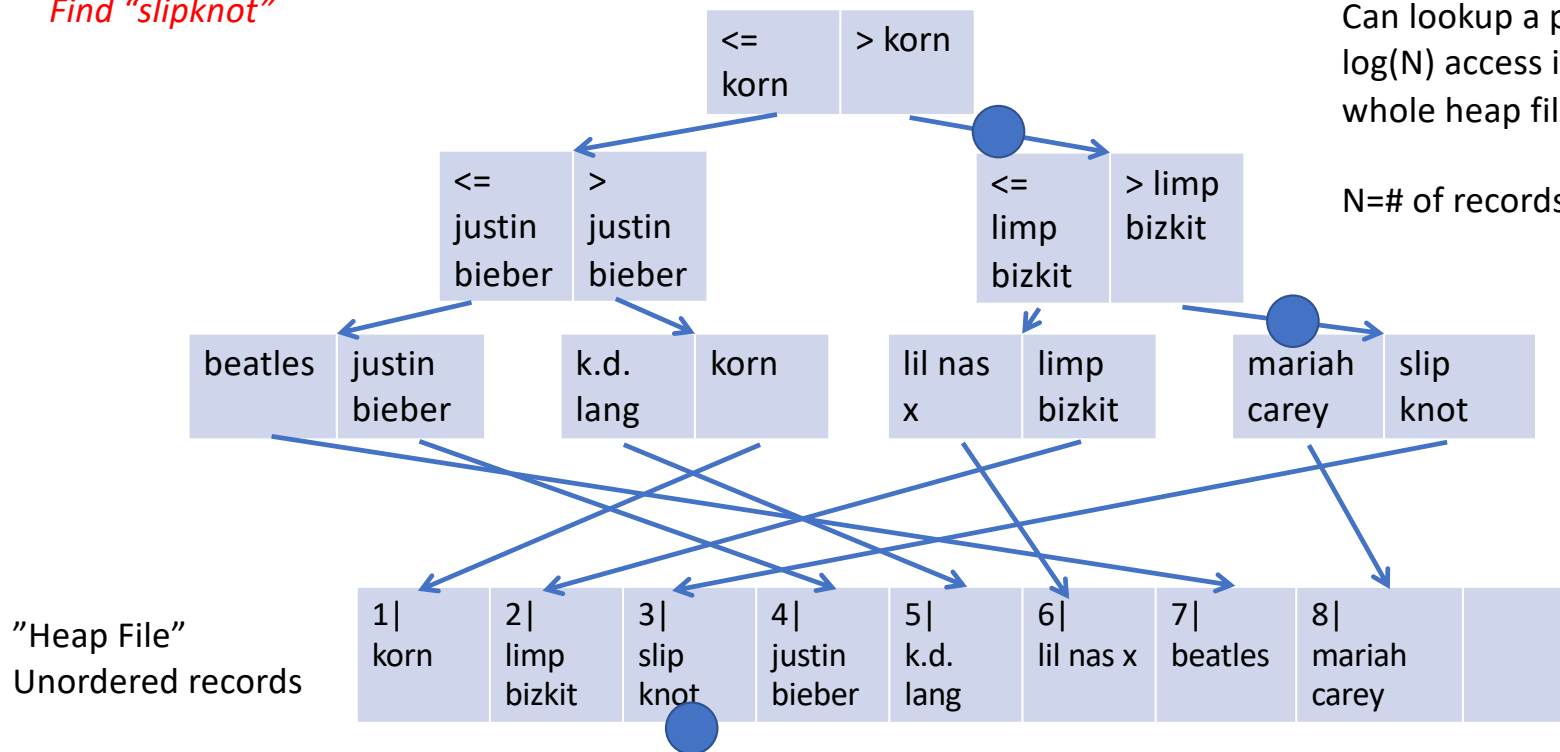 Find “slipknot”
Can lookup a
log(N) access
whole heap
N=# of records
<=
korn
> korn
<=
justin
bieber
>
justin
bieber
<=
limp
bizkit
> limp
bizkit
beatles
justin
bieber
k.d.
lang
korn
lil nas
x
limp
bizkit
mariah
carey
slip
knot
”Heap File”
Unordered records
1|
korn
2|
limp
bizkit
3|
slip
knot
4|
justin
bieber
5|
k.d.
lang
6|
lil nas x
7|
beatles
8|
mariah
carey